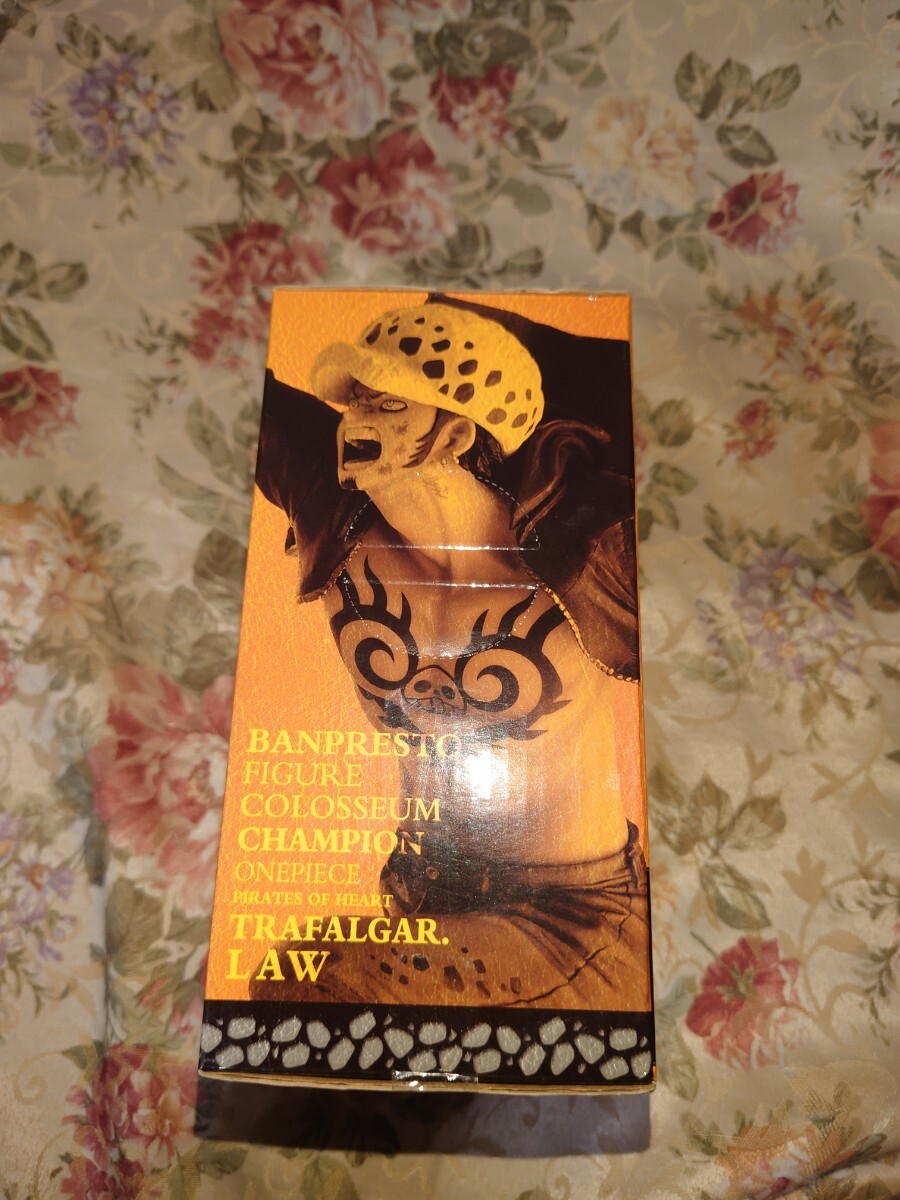 BANPRESTO
FIGURE
COLOSSEUM
CHAMPION
ONEPIECE
PIRATES OF HEART
TRAFALGAR.
LAW